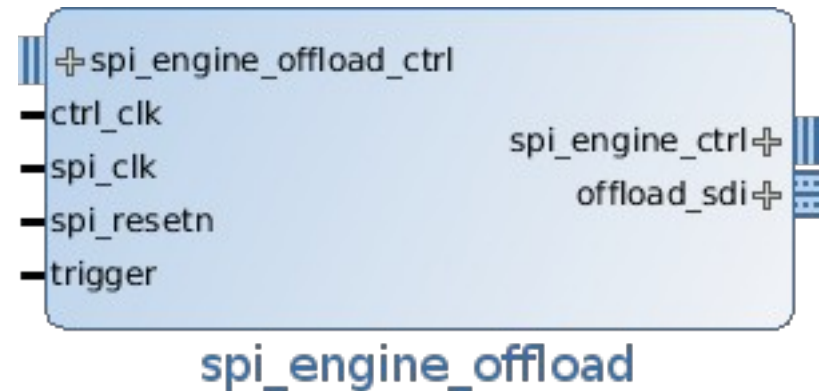 spi_engine_offload_ctrl
ctrl_clk
spi_clk
spi_resetn
trigger
spi_engine_ctrl
offload_sdi
spi_engine_offload